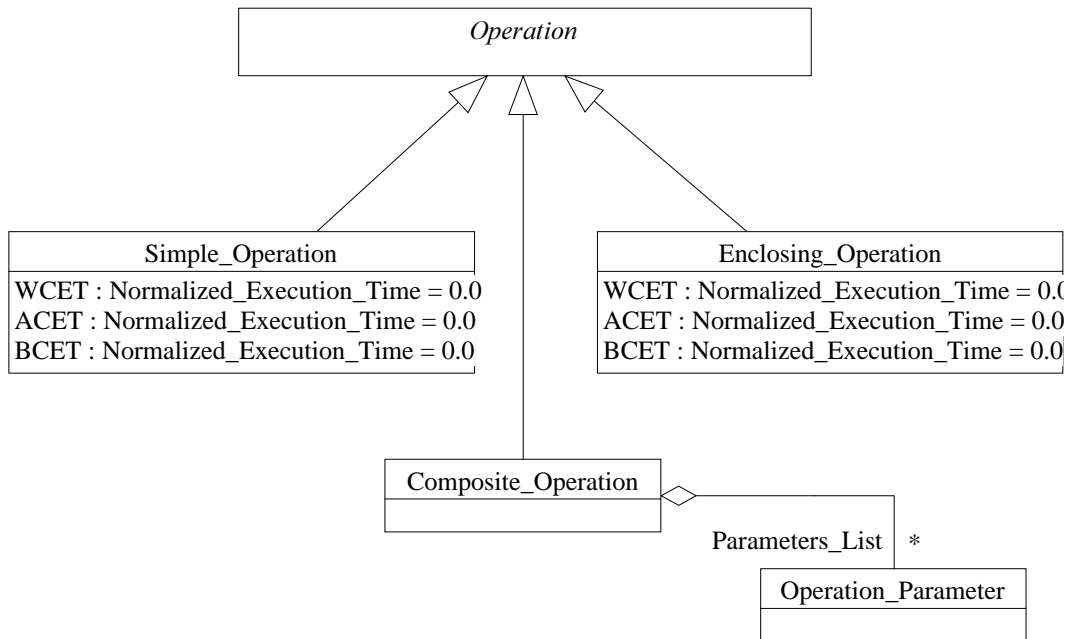 Operation
Simple_Operation
WCET : Normalized_Execution_Time = 0.0
ACET : Normalized_Execution_Time = 0.0
BCET : Normalized_Execution_Time = 0.0
Enclosing_Operation
WCET : Normalized_Execution_Time = 0.0
ACET : Normalized_Execution_Time = 0.0
BCET : Normalized_Execution_Time = 0.0
Composite_Operation
Parameters_List *
Operation_Parameter